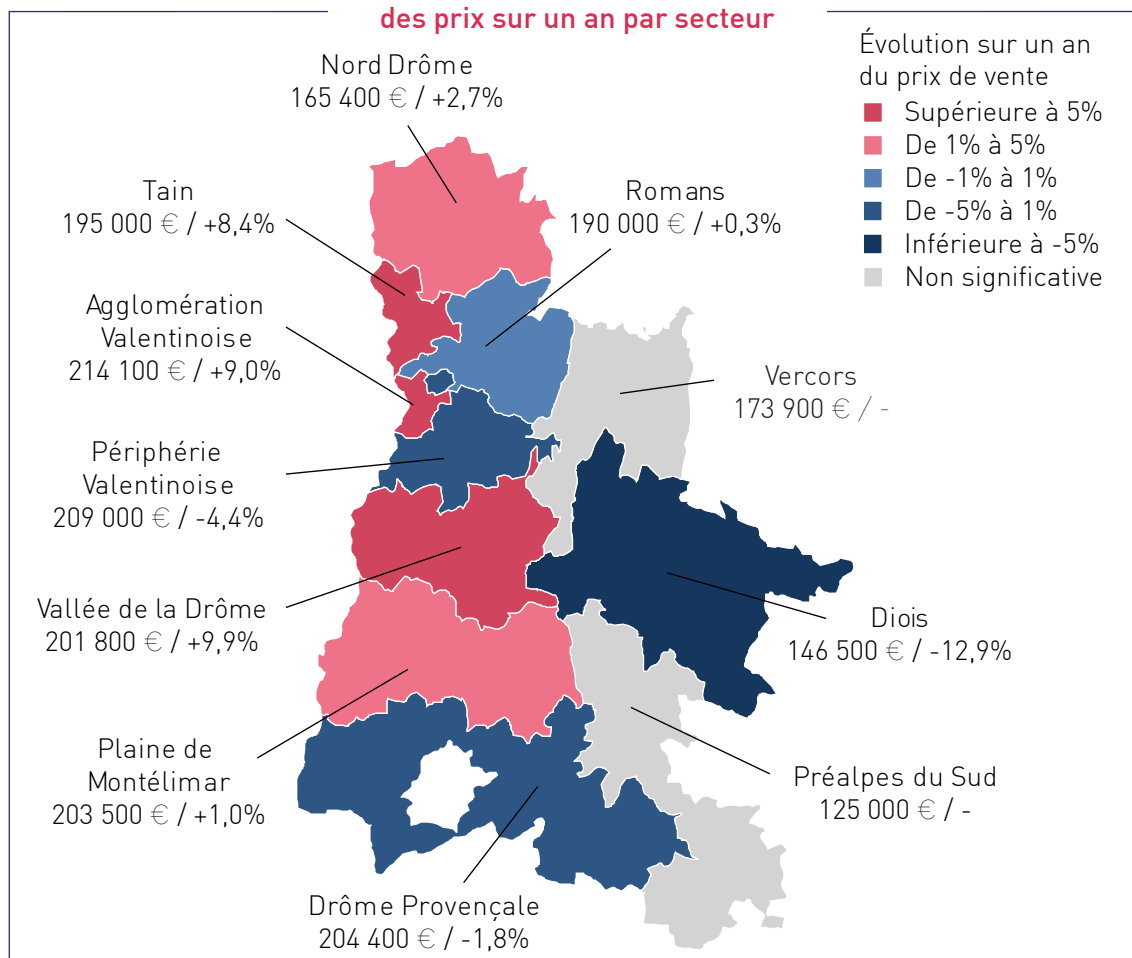 des prix sur un an par secteur
Évolution sur un an
du prix de vente
Supérieure à 5%
De 1% à 5%
De -1% à 1%
De -5% à 1%
Inférieure à -5%
Non significative
Nord Drôme
165 400 € / +2,7%
Tain
195 000 € / +8,4%
Romans
190 000 € / +0,3%
Agglomération
Valentinoise
214 100 € / +9,0%
Vercors
173 900 € / -
Périphérie
Valentinoise
209 000 € / -4,4%
Vallée de la Drôme
201 800 € / +9,9%
Diois
146 500 € / -12,9%
Plaine de
Montélimar
203 500 € / +1,0%
Préalpes du Sud
125 000 € / -
Drôme Provençale
204 400 € / -1,8%